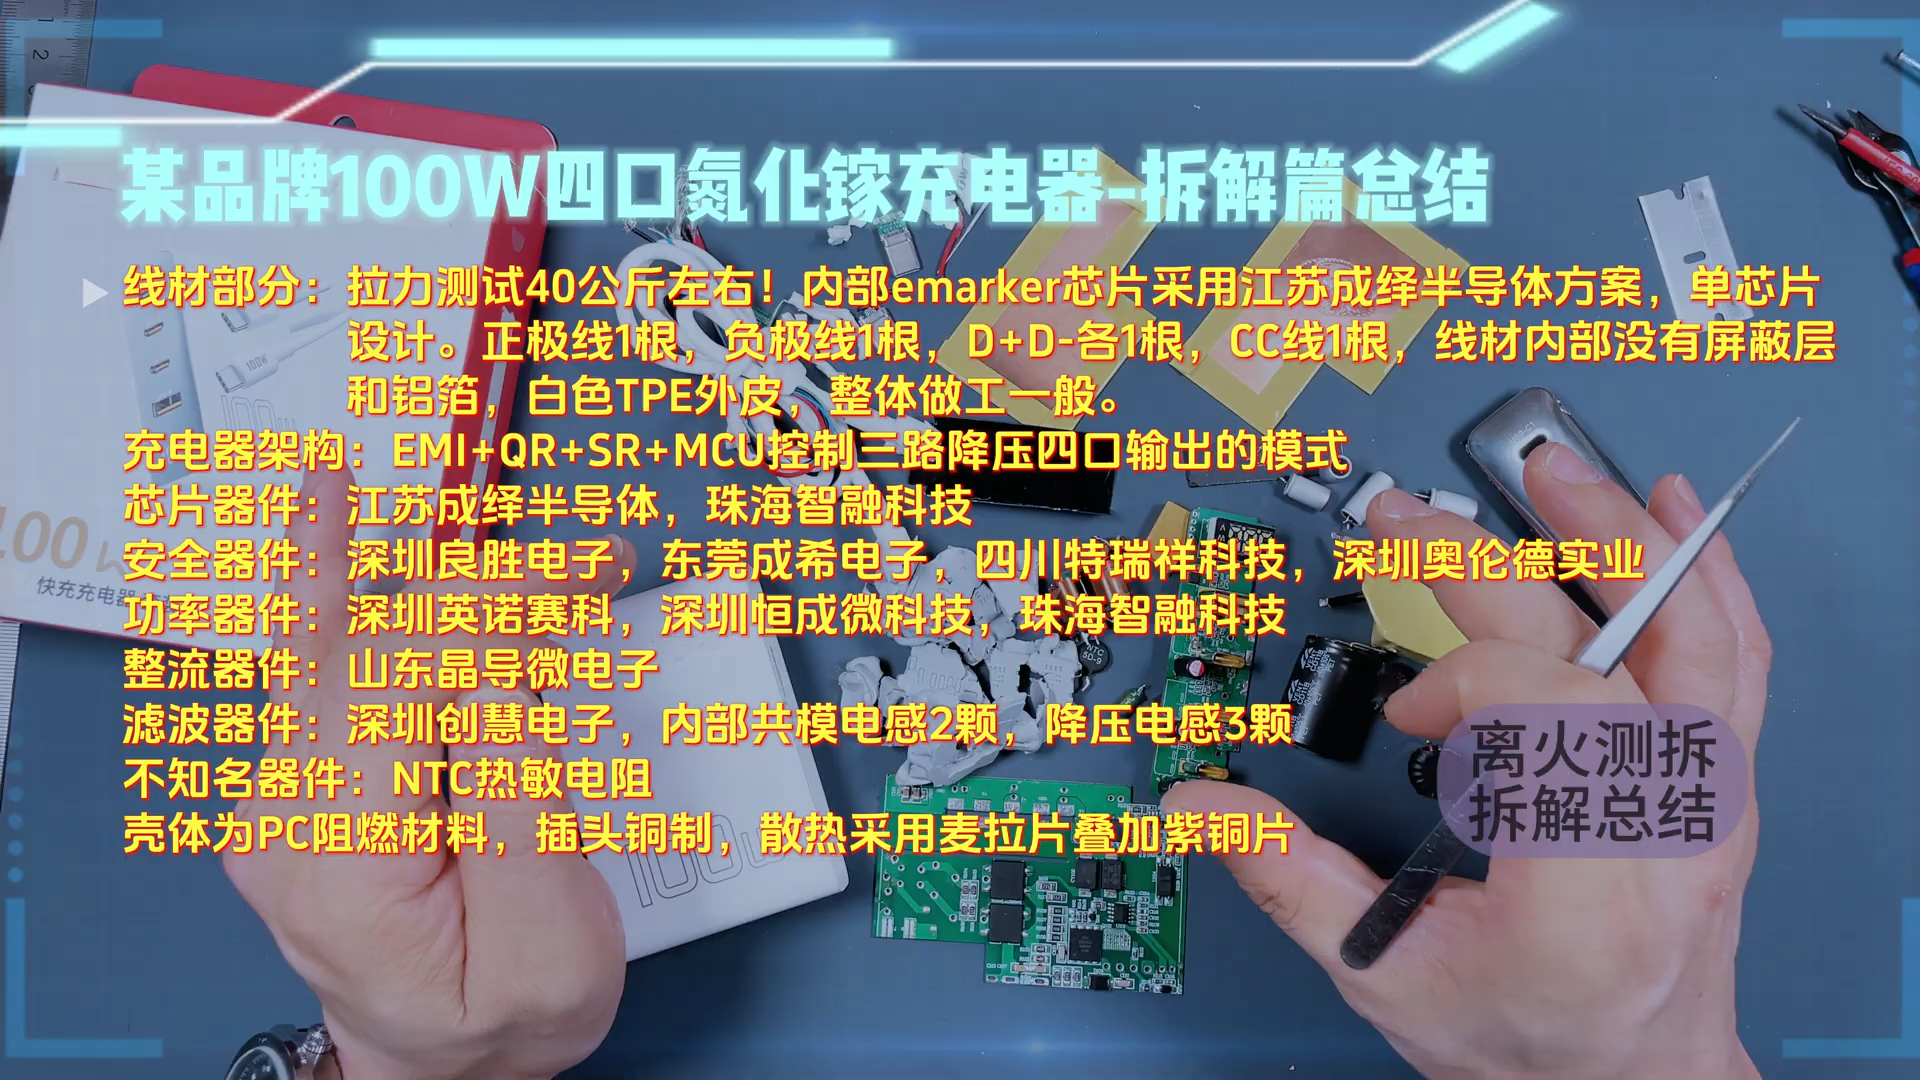 某品牌100W四口氮化镓充电器-拆解篇总结
线材部分：拉力测试40公斤左右！内部emarker芯片采用江苏成绎半导体方案，单芯片
设计。正极线1根，负极线1根，D+D-各1根，CC线1根，线材内部没有屏蔽层
和铝箔，白色TPE外皮，整体做工一般。
充电器架构：EMI+QR+SR+MCU控制三路降压四口输出的模式
芯片器件：江苏成绎半导体，珠海智融科技
安全器件：深圳良胜电子，东莞成希电子，四川特瑞祥科技，深圳奥伦德实业
功率器件：深圳英诺赛科，深圳恒成微科技，珠海智融科技
整流器件：山东晶导微电子
滤波器件：深圳创慧电子，内部共模电感2颗，降压电感3颗
不知名器件：NTC热敏电阻
壳体为PC阻燃材料，插头铜制，散热采用麦拉片叠加紫铜片
离火测拆
拆解总结
100W
100w
100w
快充充电器
NTC
5D-9
100w